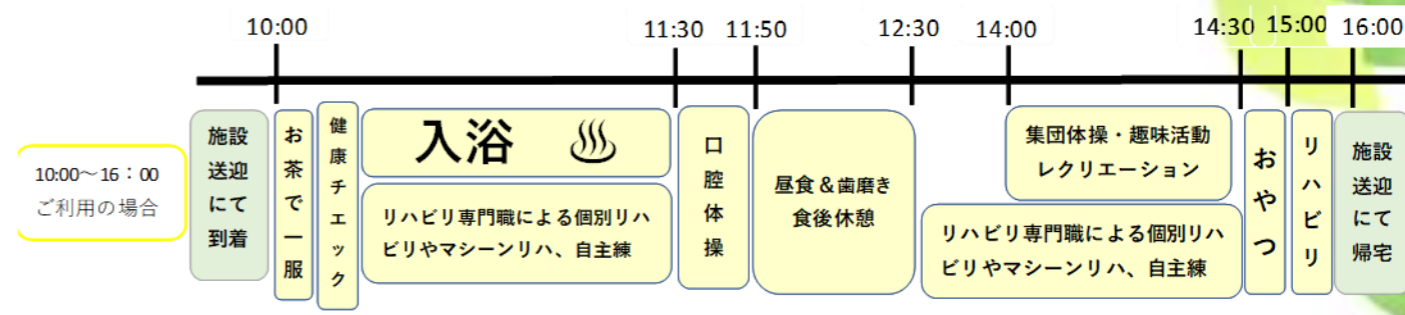 10:00
11:30
11:50
12:30
14:00
14:30
15:00
16:00
10:00～16：00
ご利用の場合
施設
送迎
にて
到着
お茶で一服
健康チェック
入浴
リハビリ専門職による個別リハ
ビリやマシーンリハ、自主練
口腔体操
昼食＆歯磨き
食後休憩
集団体操・趣味活動
レクリエーション
リハビリ専門職による個別リハ
ビリやマシーンリハ、自主練
おやつ
リハビリ
施設
送迎
にて
帰宅